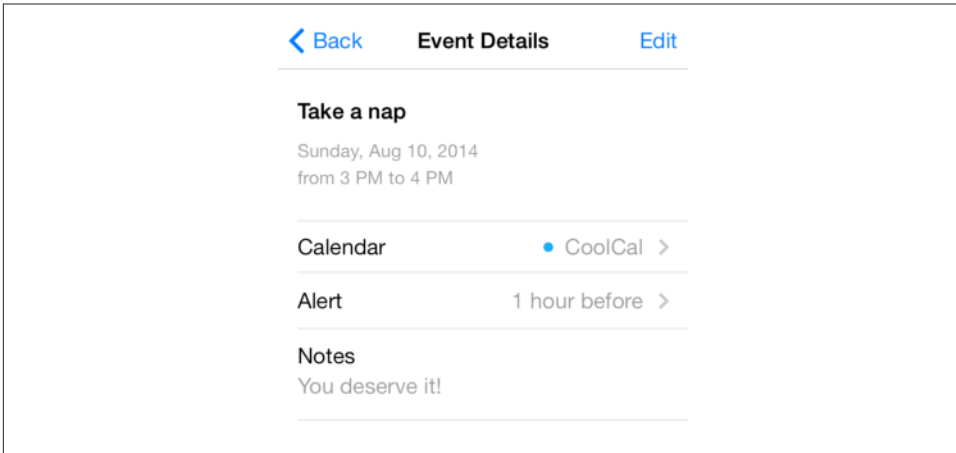 Back Event Details Edit
Take a nap
Sunday, Aug 10, 2014
from 3 PM to 4 PM
Calendar CoolCal
Alert 1 hour before
Notes
You deserve it!